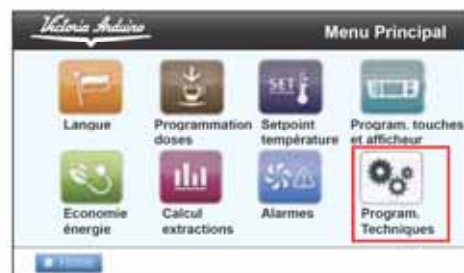 Victoria Arduino
Menu Principal
Langue
Programmation doses
Setpoint température
Program. touches et afficheur
Economie énergie
Calcul extractions
Alarmes
Program. Techniques
SET
Home